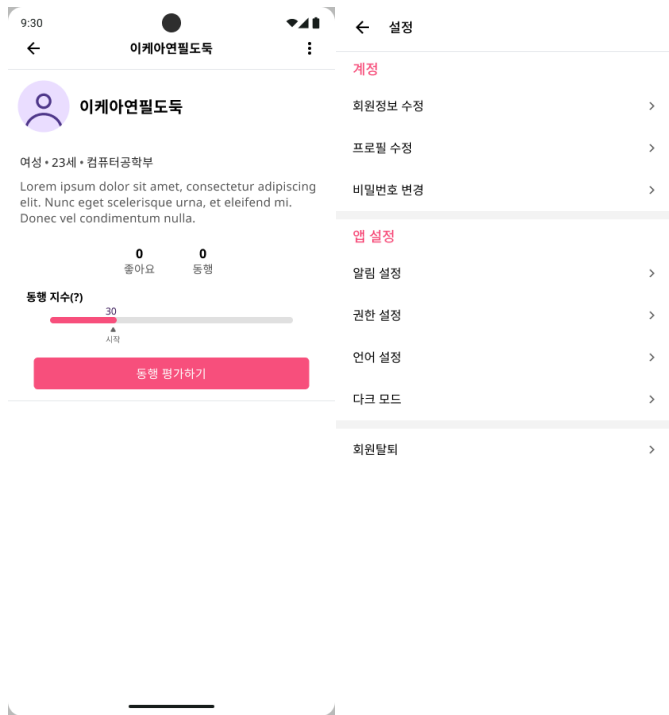 9:30
이케아연필도둑
이케아연필도둑
여성 • 23세 • 컴퓨터공학부
Lorem ipsum dolor sit amet, consectetur adipiscing
elit. Nunc eget scelerisque urna, et eleifend mi.
Donec vel condimentum nulla.
0 0
좋아요 동행
동행 지수(?)
30
시작
동행 평가하기
설정
계정
회원정보 수정
프로필 수정
비밀번호 변경
앱 설정
알림 설정
권한 설정
언어 설정
다크 모드
회원탈퇴